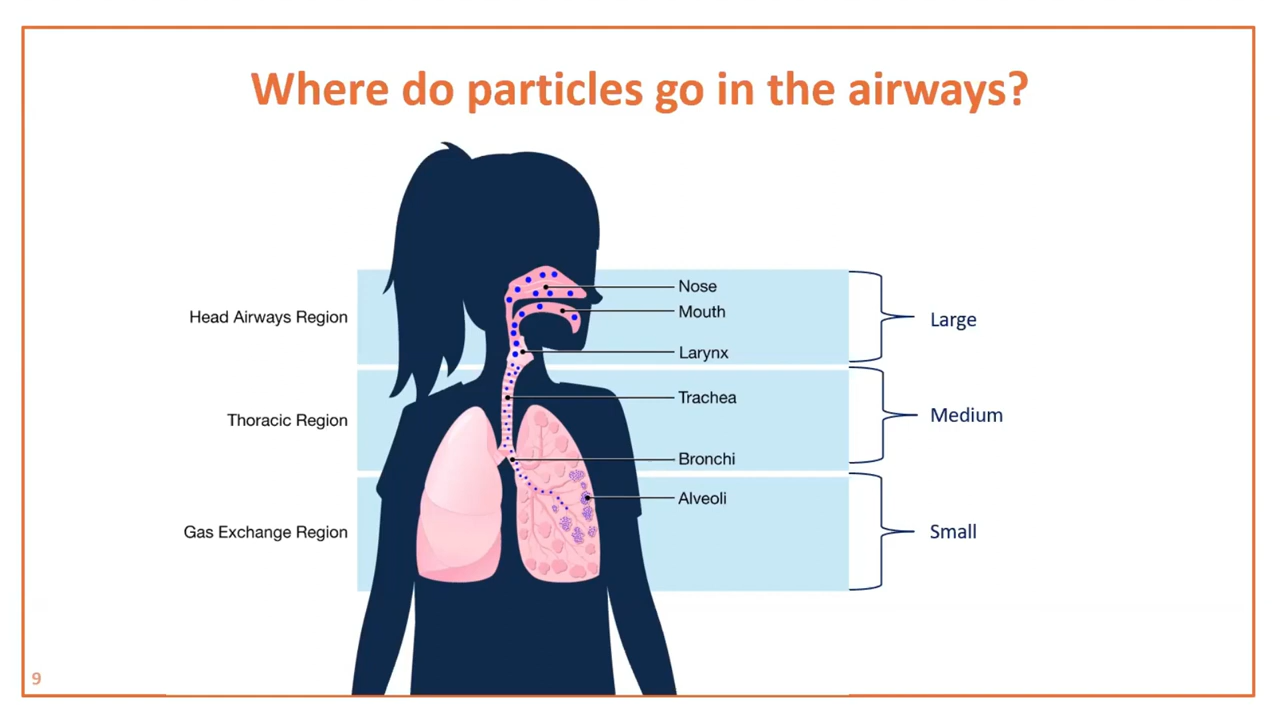 Where do particles go in the airways?
Head Airways Region
Nose
Mouth
Larynx
Large
Thoracic Region
Trachea
Bronchi
Medium
Gas Exchange Region
Alveoli
Small
9